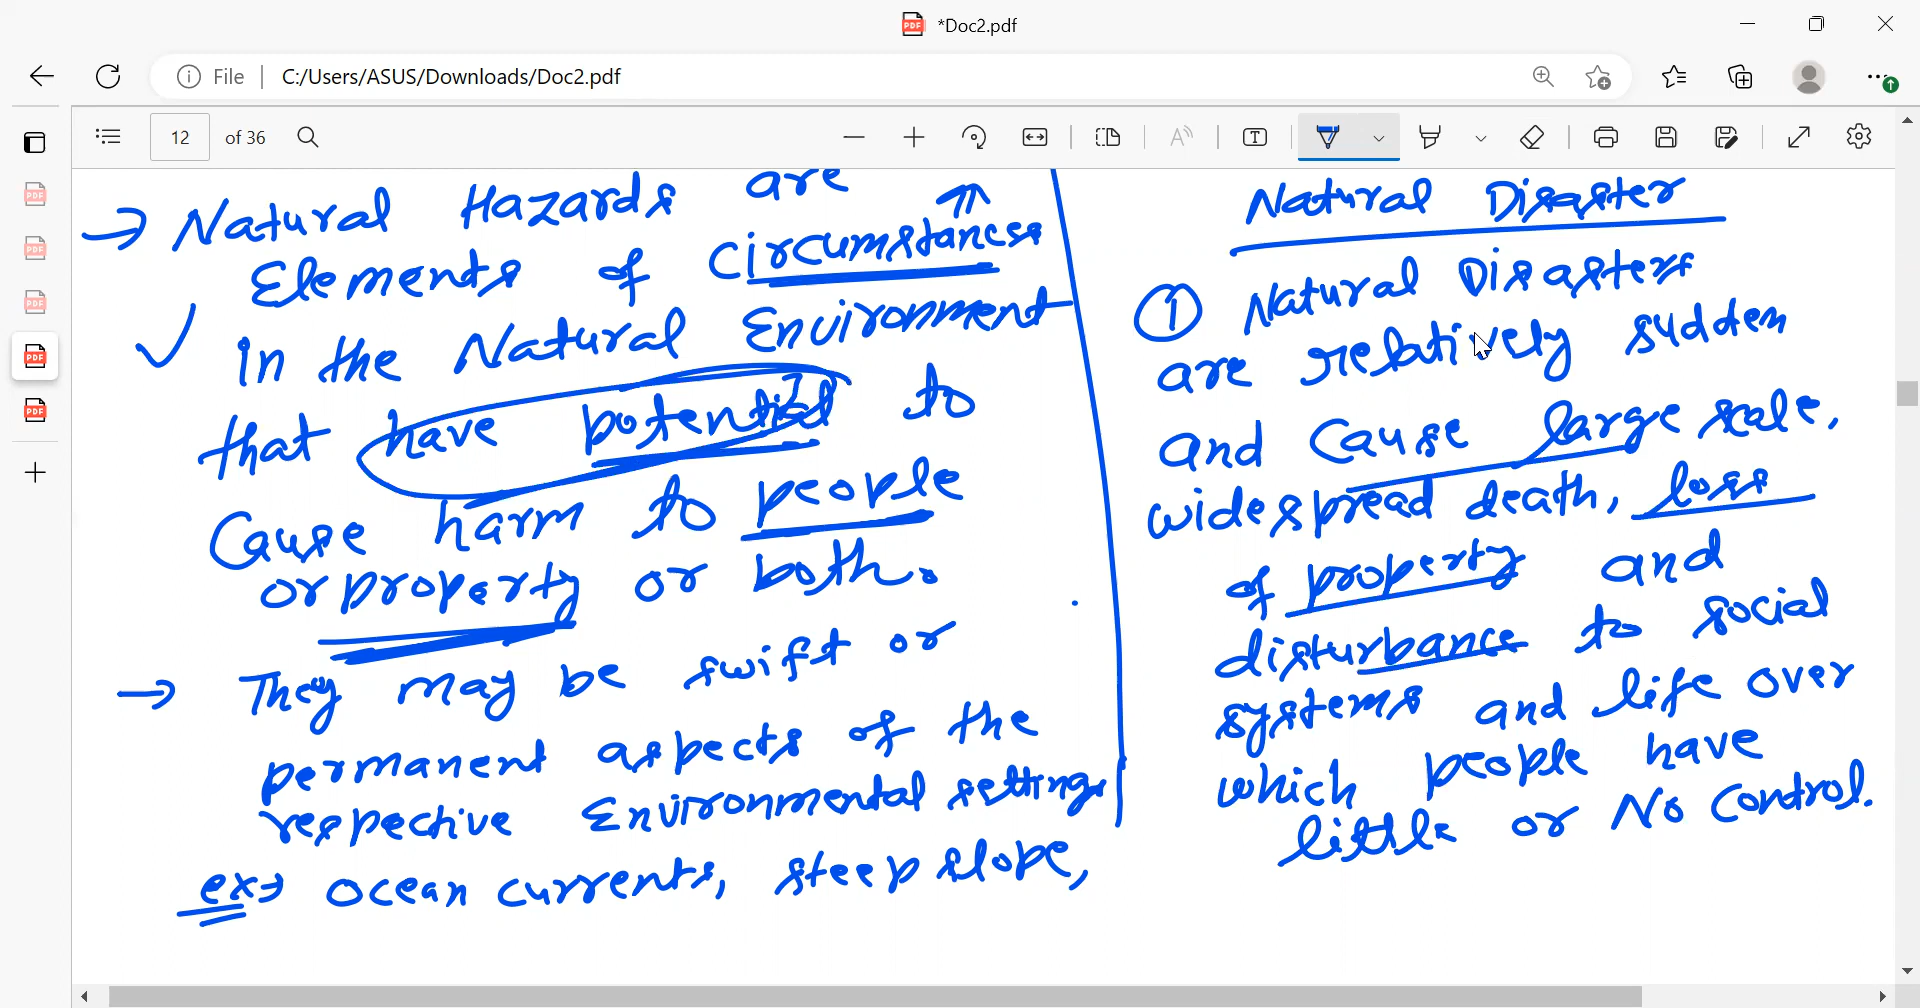 *Doc2.pdf
File
C:/Users/ASUS/Downloads/Doc2.pdf
12 of 36
→ Natural Hazards are
Elements of Circumstances
in the Natural Environment
that have potential to
Cause harm to people
or property or both.
→ They may be swift or
permanent aspects of the
respective Environmental settings
ex→ ocean currents, steep slope,
Natural Disaster
① Natural Disasters
are relatively sudden
and Cause large scale,
widespread death, loss
of property and
disturbance to social
systems and life over
which people have
little or No Control.